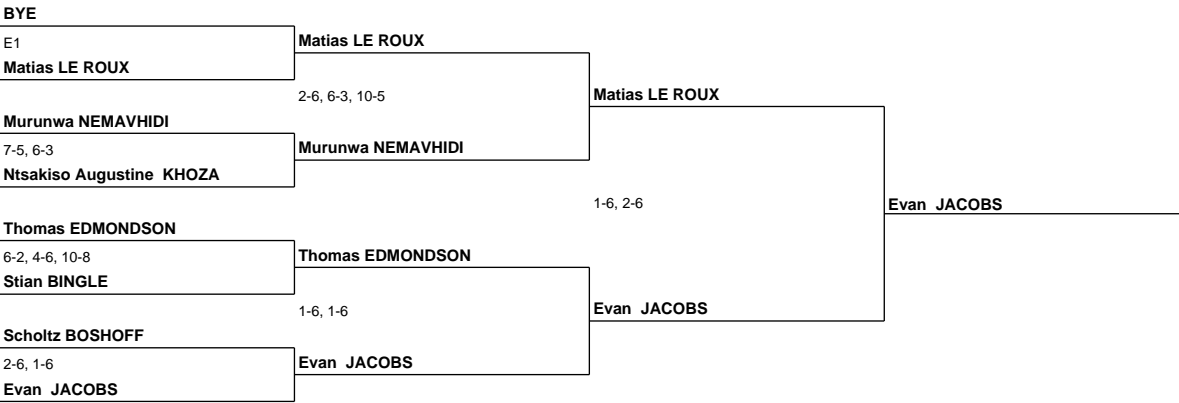 BYE
E1
Matias LE ROUX
Matias LE ROUX
2-6, 6-3, 10-5
Matias LE ROUX
Murunwa NEMAVHIDI
7-5, 6-3
Murunwa NEMAVHIDI
Ntsakiso Augustine KHOZA
1-6, 2-6
Evan JACOBS
Thomas EDMONDSON
6-2, 4-6, 10-8
Thomas EDMONDSON
Stian BINGLE
1-6, 1-6
Evan JACOBS
Scholtz BOSHOFF
2-6, 1-6
Evan JACOBS
Evan JACOBS